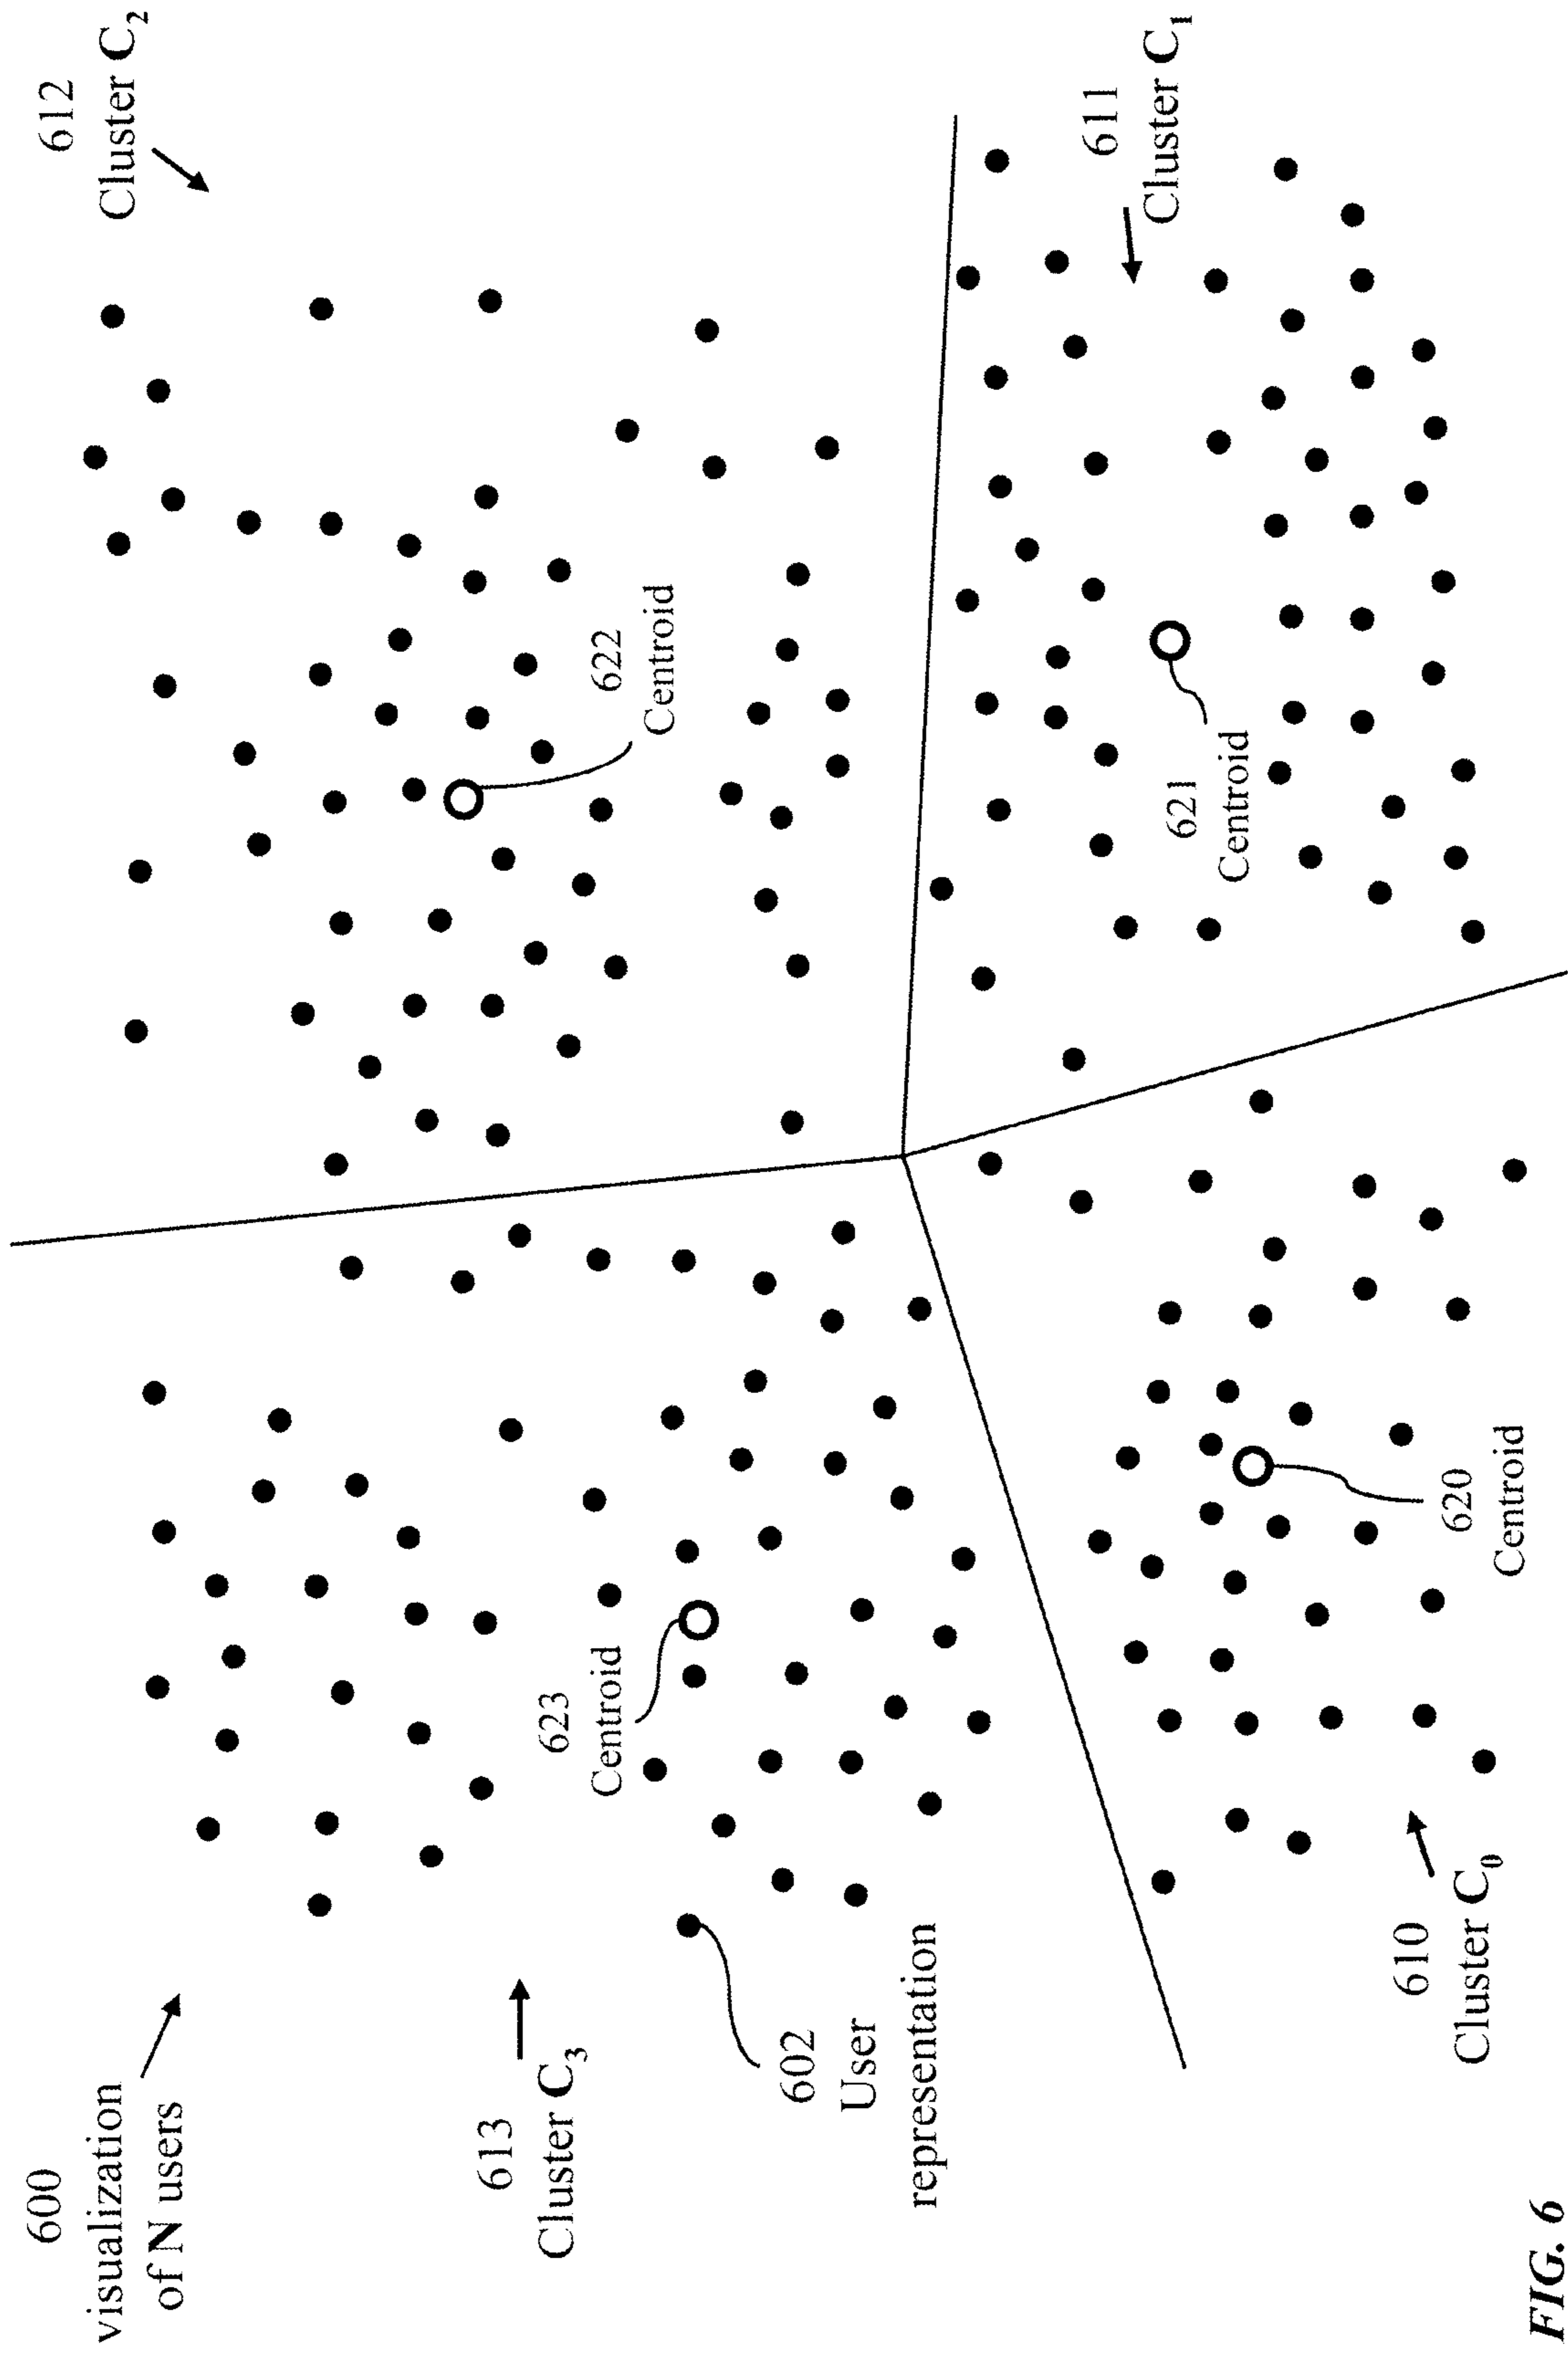 600
visualization
of N users
612
Cluster C2
613
Cluster C3
622
Centroid
623
Centroid
602
User
representation
611
Cluster C1
621
Centroid
620
Centroid
610
Cluster C0
FIG. 6